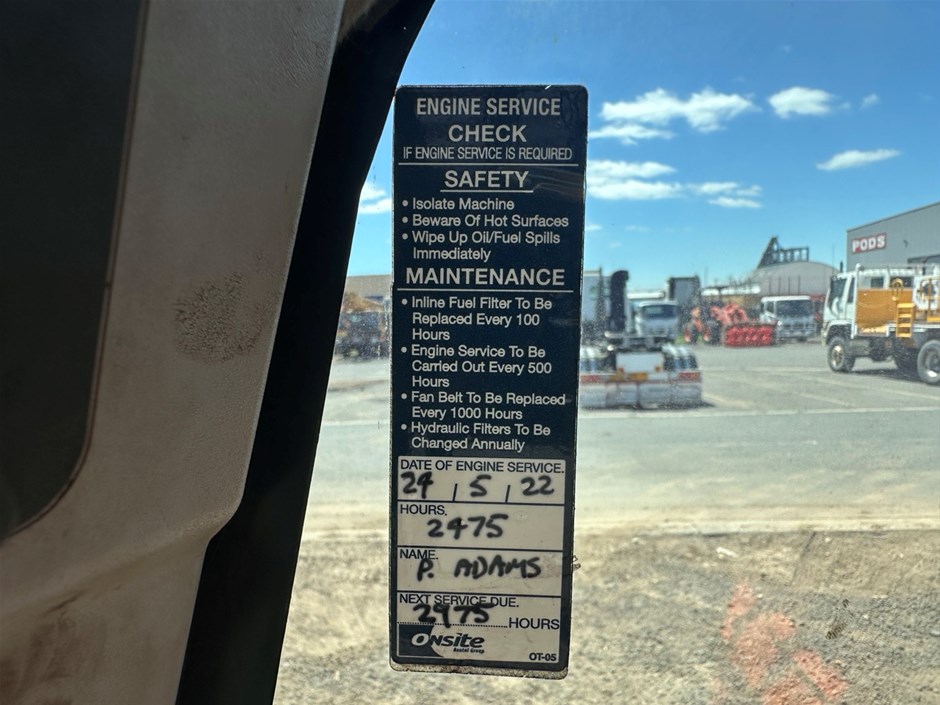 ENGINE SERVICE
CHECK
IF ENGINE SERVICE IS REQUIRED
SAFETY
• Isolate Machine
• Beware Of Hot Surfaces
• Wipe Up Oil/Fuel Spills
Immediately
MAINTENANCE
• Inline Fuel Filter To Be
Replaced Every 100
Hours
• Engine Service To Be
Carried Out Every 500
Hours
• Fan Belt To Be Replaced
Every 1000 Hours
• Hydraulic Filters To Be
Changed Annually
DATE OF ENGINE SERVICE.
24 / 5 / 22
HOURS.
2475
NAME.
P. ADAMS
NEXT SERVICE DUE.
2975 HOURS
Onsite
Rental Group
OT-05
PODS